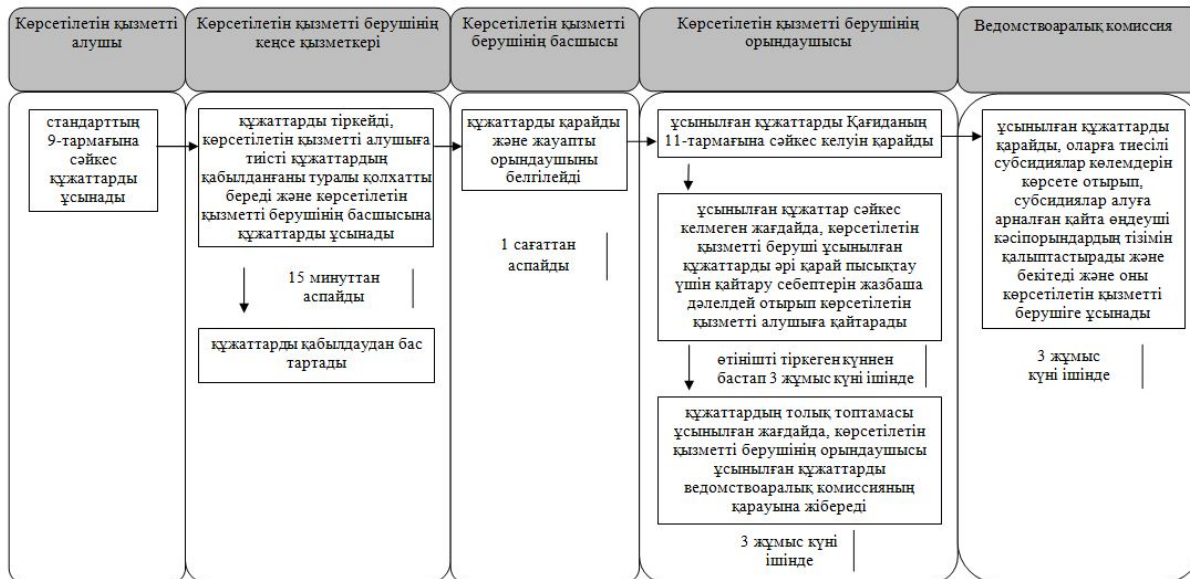 Көрсетілетін қызметті
алушы
Көрсетілетін қызметті берушінің
кеңсе қызметкері
Көрсетілетін қызметті
берушінің басшысы
Көрсетілетін қызметті берушінің
орындаушысы
Ведомствоаралық комиссия
стандарттың
9-тармағына
сәйкес
құжаттарды
ұсынады
құжаттарды тіркейді,
көрсетілетін қызметті алушыға
тиісті құжаттардың
қабылданғаны туралы қолхатты
береді және көрсетілетін
қызметті берушінің басшысына
құжаттарды ұсынады
15 минуттан
аспайды
құжаттарды қабылдаудан бас
тартады
құжаттарды қарайды
және жауапты
орындаушыны
белгілейді
1 сағаттан
аспайды
ұсынылған құжаттарды Қағиданың
11-тармағына сәйкес келуін қарайды
ұсынылған құжаттар сәйкес
келмеген жағдайда, көрсетілетін
қызметті беруші ұсынылған
құжаттарды әрі қарай пысықтау
үшін қайтару себептерін жазбаша
дәлелдей отырып көрсетілетін
қызметті алушыға қайтарады
өтінішті тіркеген күннен
бастап 3 жұмыс күні ішінде
құжаттардың толық топтамасы
ұсынылған жағдайда, көрсетілетін
қызметті берушінің орындаушысы
ұсынылған құжаттарды
ведомствоаралық комиссияның
қарауына жібереді
3 жұмыс күні
ішінде
ұсынылған құжаттарды
қарайды, оларға тиесілі
субсидиялар көлемдерін
көрсете отырып,
субсидиялар алуға
арналған қайта өңдеуші
кәсіпорындардың тізімін
қалыптастырады және
бекітеді және оны
көрсетілетін қызметті
берушіге ұсынады
3 жұмыс
күні ішінде